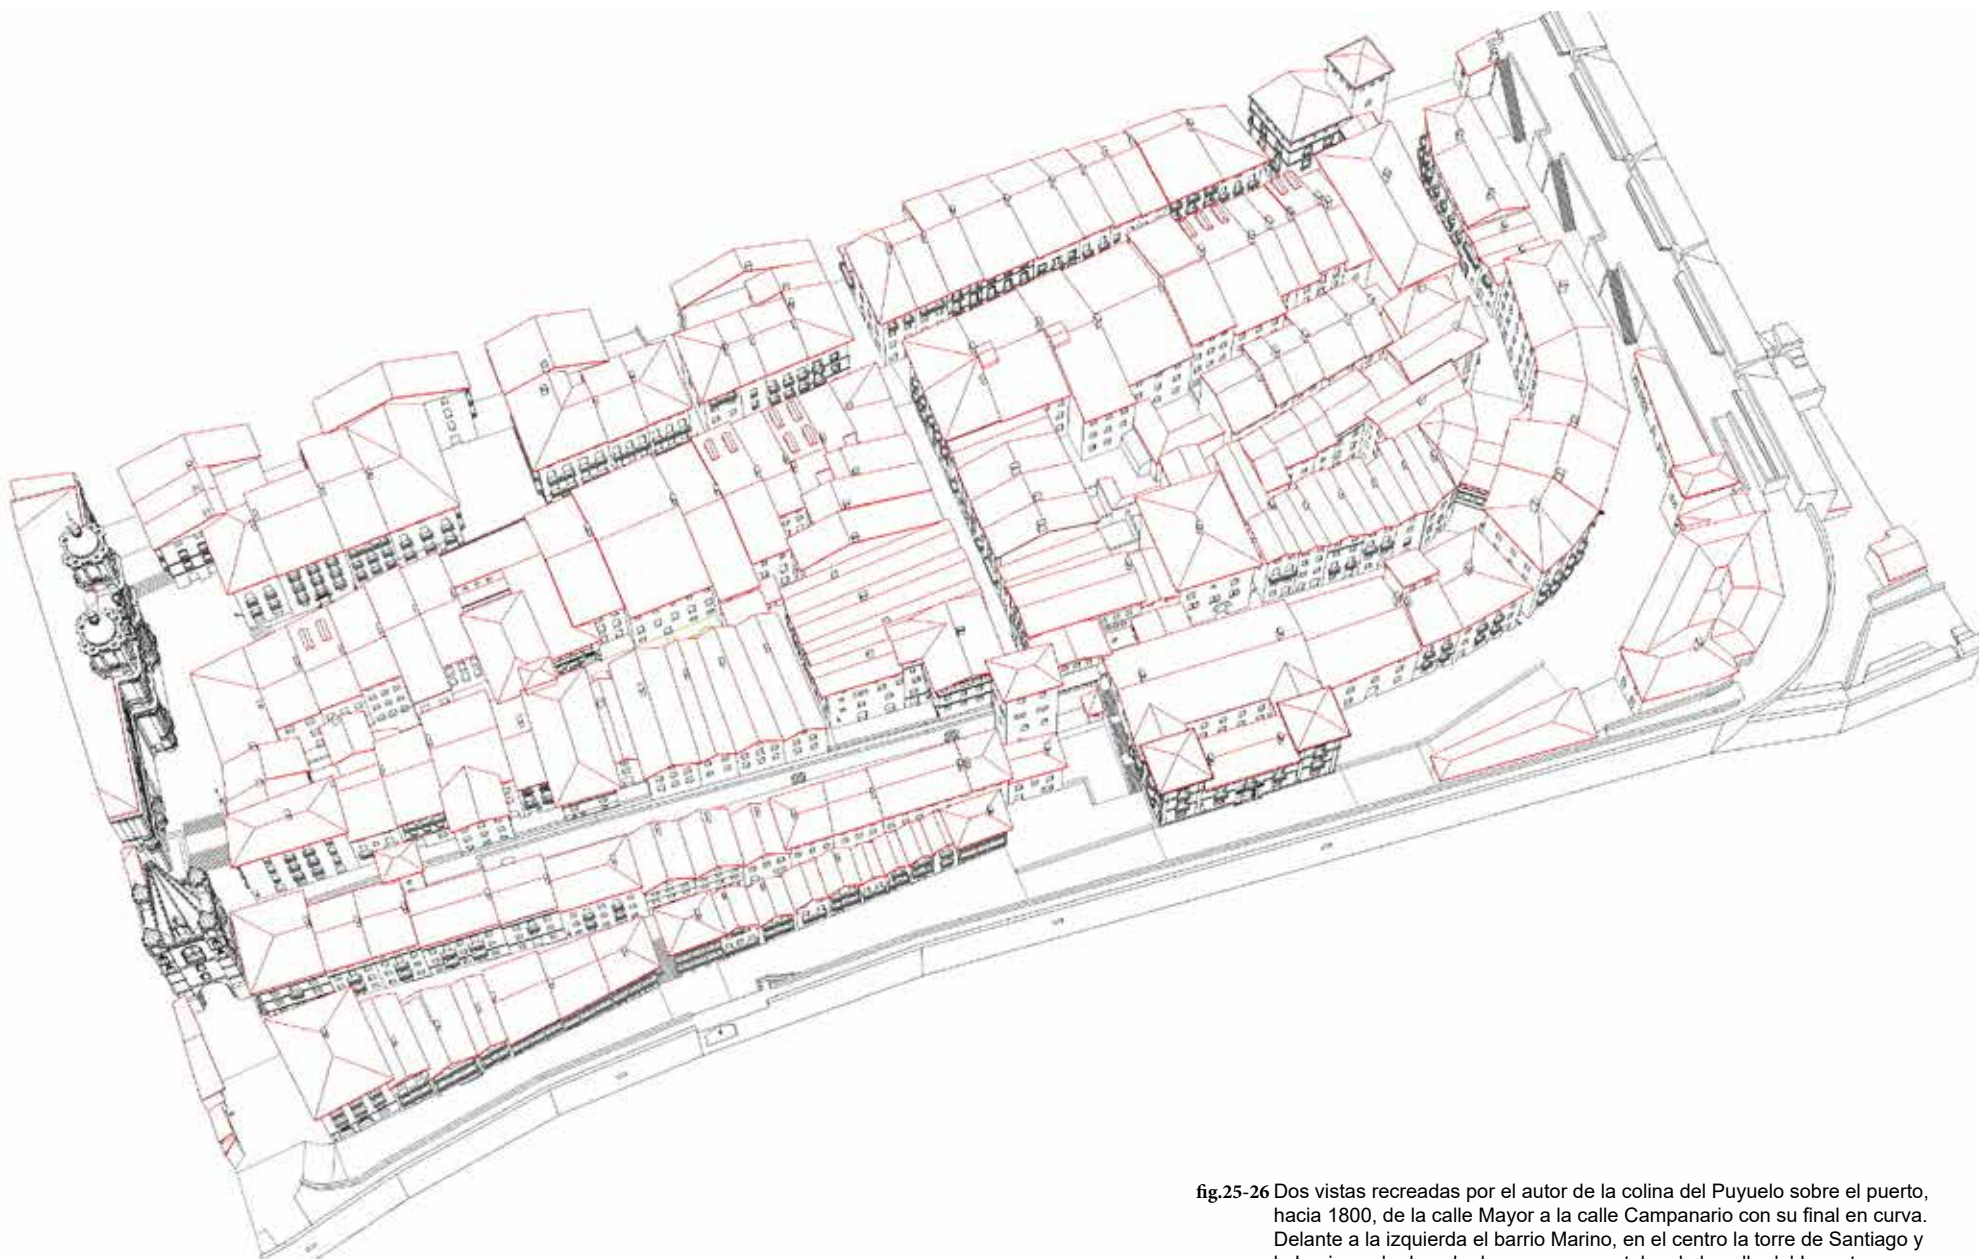 fig.25-26 Dos vistas recreadas por el autor de la colina del Puyuelo sobre el puerto,
hacia 1800, de la calle Mayor a la calle Campanario con su final en curva.
Delante a la izquierda el barrio Marino, en el centro la torre de Santiago y